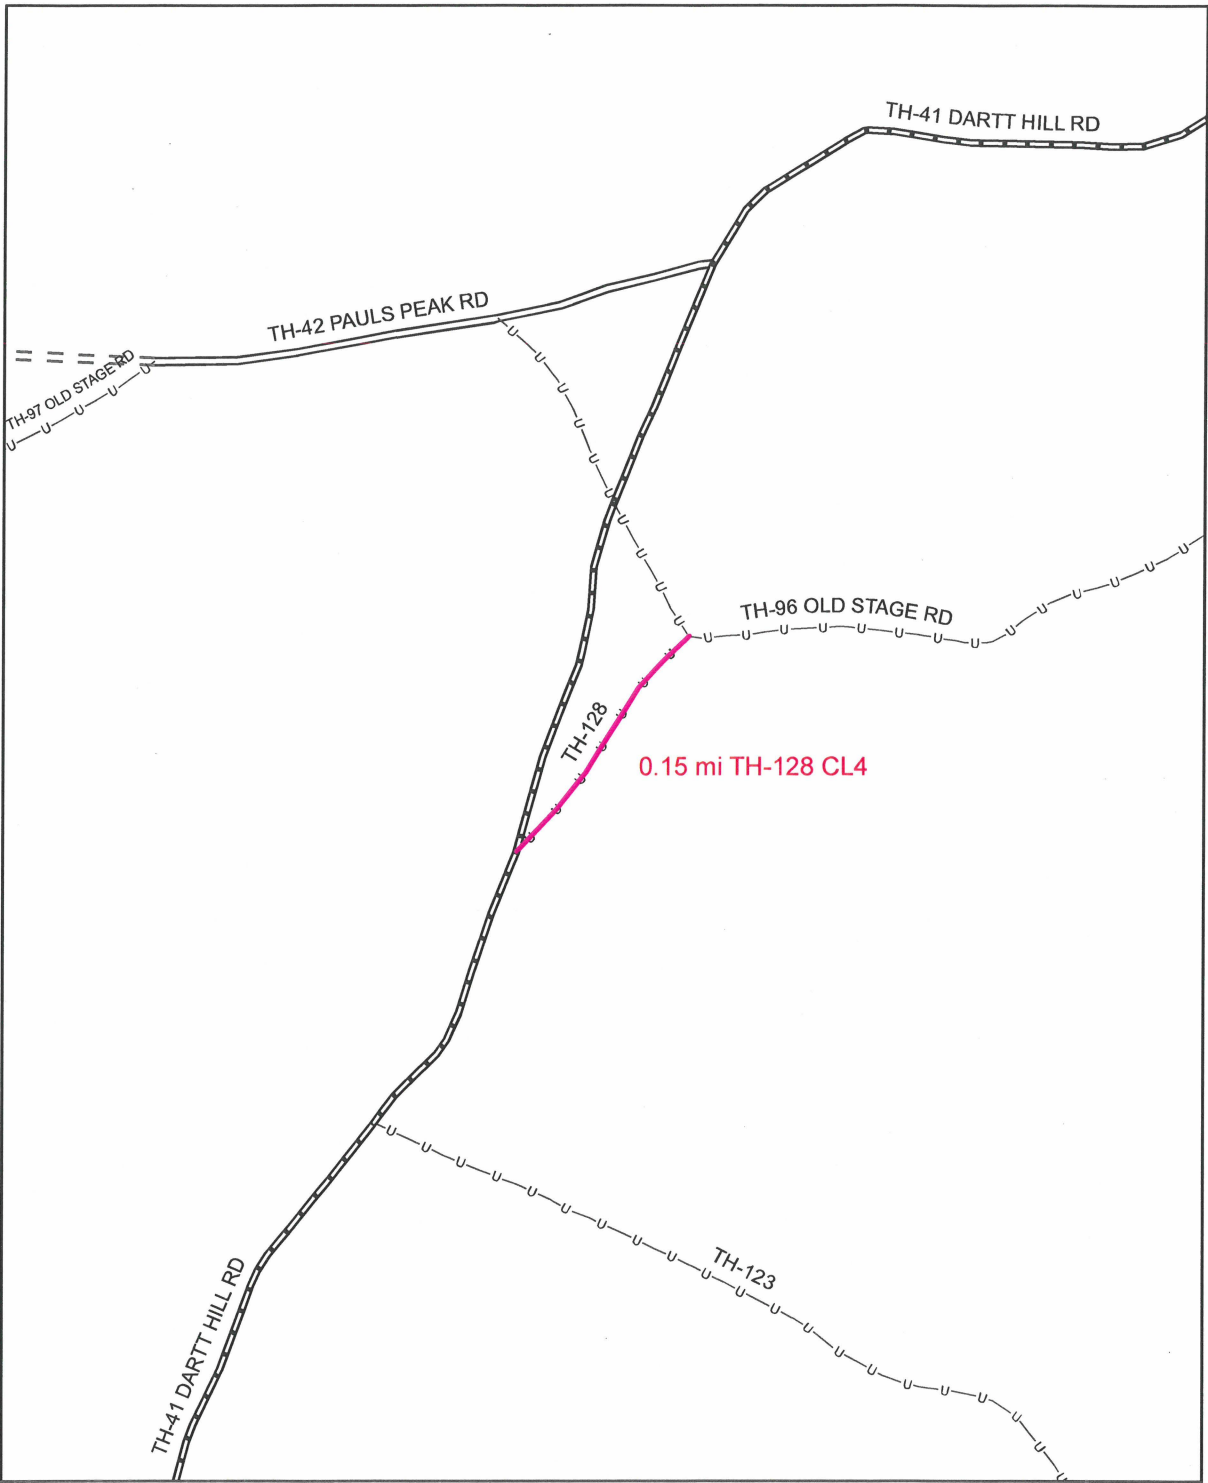 TH-41 DARTT HILL RD
TH-42 PAULS PEAK RD
TH-97 OLD STAGE RD
TH-96 OLD STAGE RD
TH-128
0.15 mi TH-128 CL4
TH-123
TH-41 DARTT HILL RD